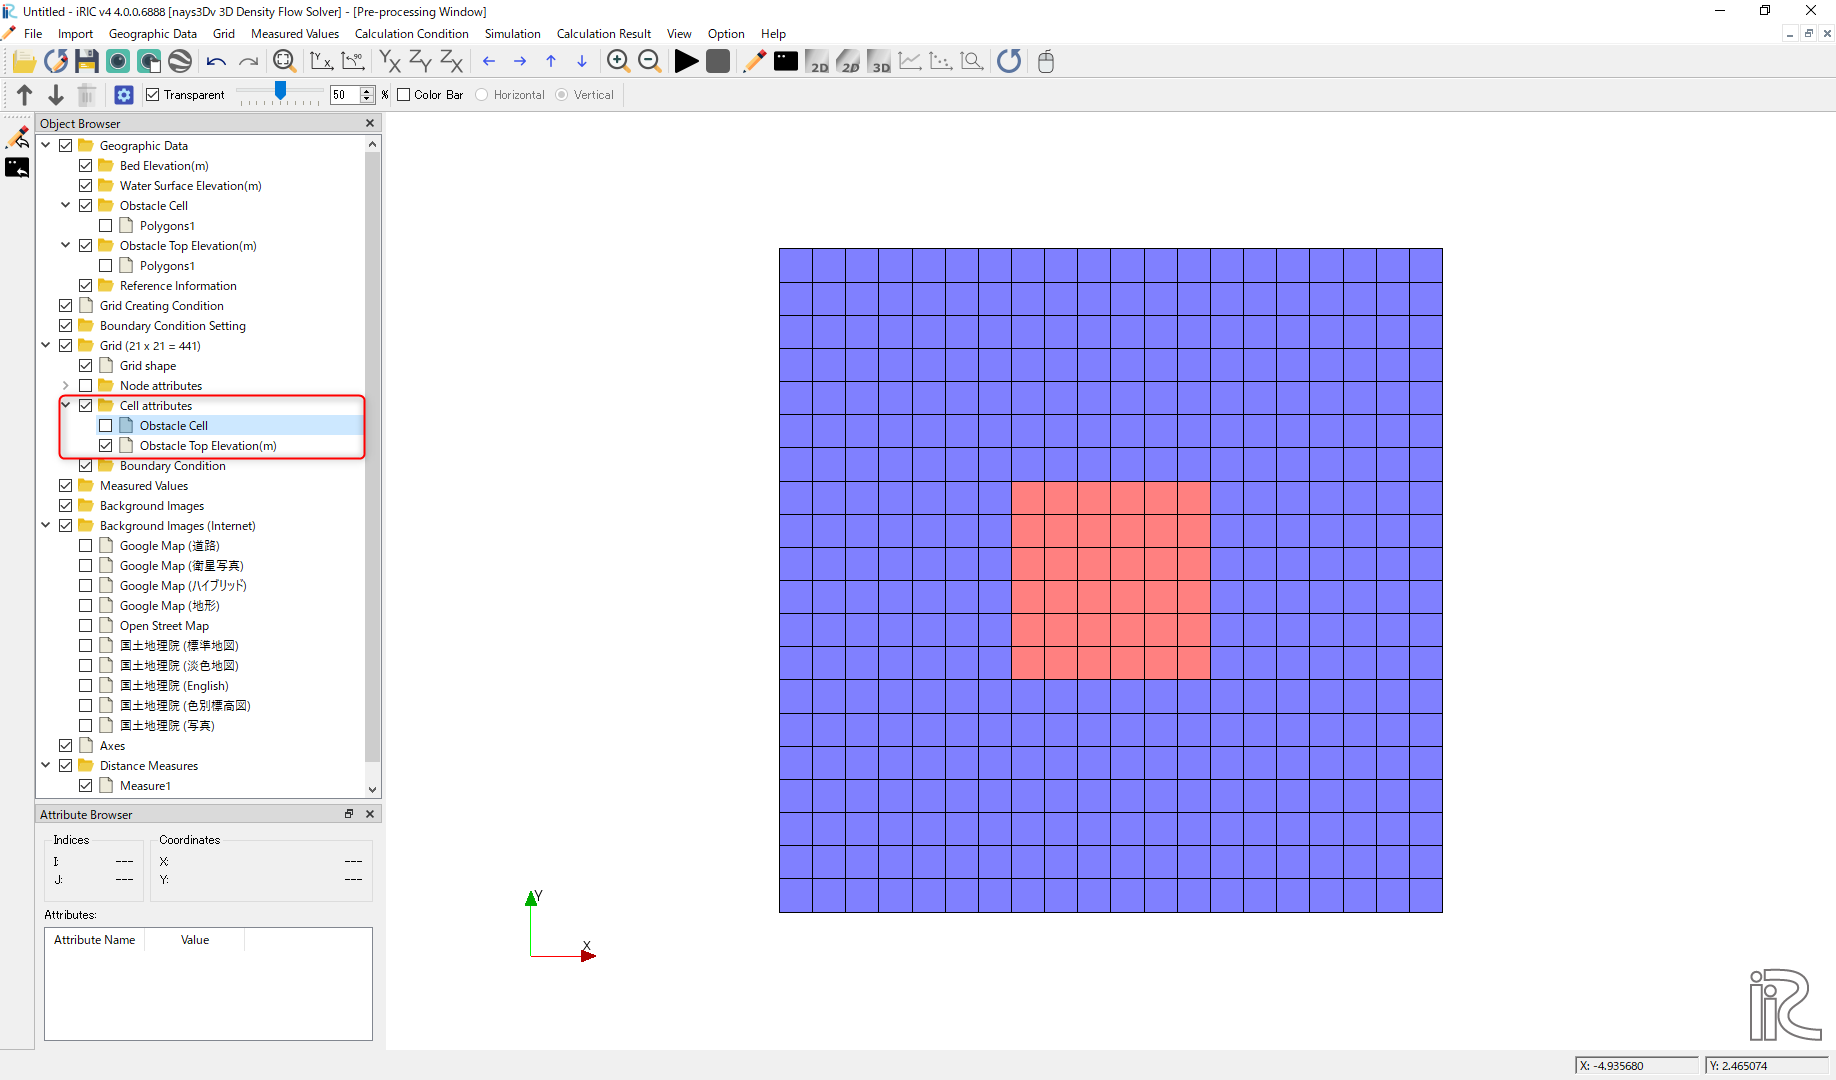 Untitled - iRIC v4 4.0.0.6888 [nays3Dv 3D Density Flow Solver] - [Pre-processing Window]
File Import Geographic Data Grid Measured Values Calculation Condition Simulation Calculation Result View Option Help
Y X 90 YX ZY ZX 2D 2D 3D
Transparent 50 % Color Bar Horizontal Vertical
Object Browser
Geographic Data
Bed Elevation(m)
Water Surface Elevation(m)
Obstacle Cell
Polygons1
Obstacle Top Elevation(m)
Polygons1
Reference Information
Grid Creating Condition
Boundary Condition Setting
Grid (21 x 21 = 441)
Grid shape
Node attributes
Cell attributes
Obstacle Cell
Obstacle Top Elevation(m)
Boundary Condition
Measured Values
Background Images
Background Images (Internet)
Google Map (道路)
Google Map (衛星写真)
Google Map (ハイブリッド)
Google Map (地形)
Open Street Map
国土地理院 (標準地図)
国土地理院 (淡色地図)
国土地理院 (English)
国土地理院 (色別標高図)
国土地理院 (写真)
Axes
Distance Measures
Measure1
Attribute Browser
Indices Coordinates
I: --- X: ---
J: --- Y: ---
Attributes:
Attribute Name Value
Y
X
iRIC
X: -4.935680 Y: 2.465074